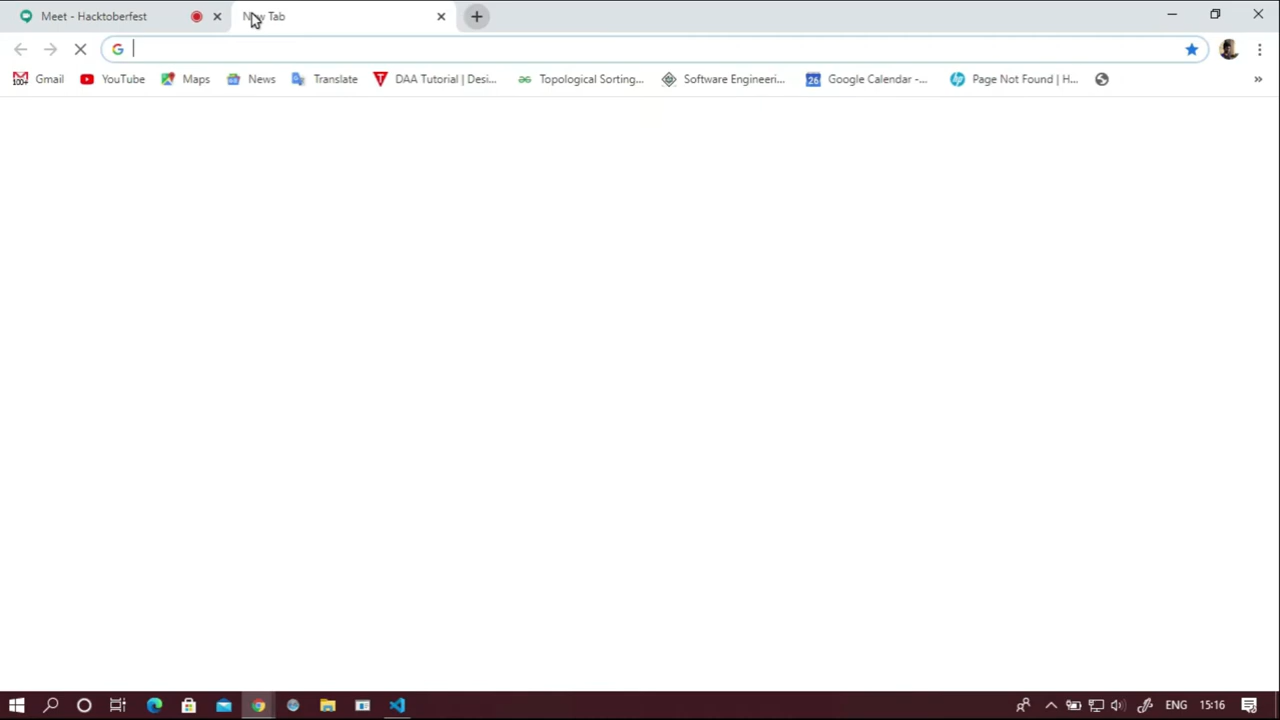 Meet - Hacktoberfest
New Tab
Gmail YouTube Maps News Translate DAA Tutorial | Desi... Topological Sorting... Software Engineeri... Google Calendar -... Page Not Found | H... »
ENG 15:16